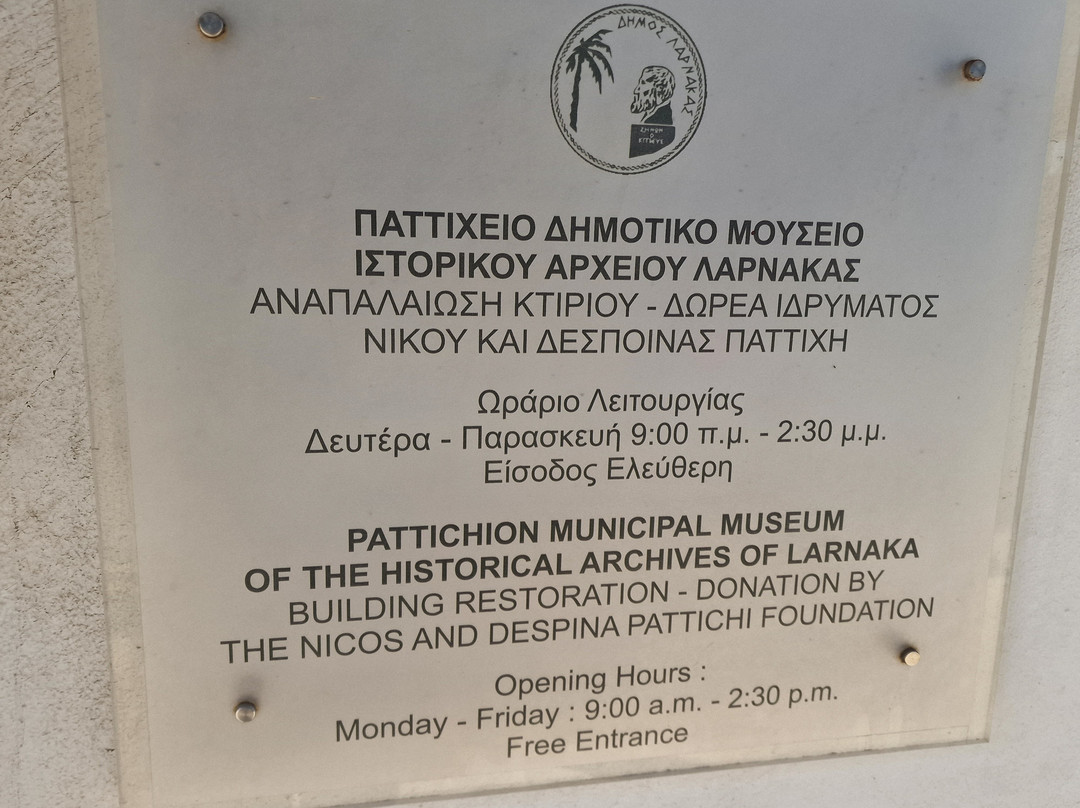 ΔΗΜΟΣ ΛΑΡΝΑΚΑΣ
ΖΗΝΩΝ
Ο
ΚΙΤΙΕΥΣ
ΠΑΤΤΙΧΕΙΟ ΔΗΜΟΤΙΚΟ ΜΟΥΣΕΙΟ
ΙΣΤΟΡΙΚΟΥ ΑΡΧΕΙΟΥ ΛΑΡΝΑΚΑΣ
ΑΝΑΠΑΛΑΙΩΣΗ ΚΤΙΡΙΟΥ - ΔΩΡΕΑ ΙΔΡΥΜΑΤΟΣ
ΝΙΚΟΥ ΚΑΙ ΔΕΣΠΟΙΝΑΣ ΠΑΤΤΙΧΗ
Ωράριο Λειτουργίας
Δευτέρα - Παρασκευή 9:00 π.μ. - 2:30 μ.μ.
Είσοδος Ελεύθερη
PATTICHION MUNICIPAL MUSEUM
OF THE HISTORICAL ARCHIVES OF LARNAKA
BUILDING RESTORATION - DONATION BY
THE NICOS AND DESPINA PATTICHI FOUNDATION
Opening Hours :
Monday - Friday : 9:00 a.m. - 2:30 p.m.
Free Entrance